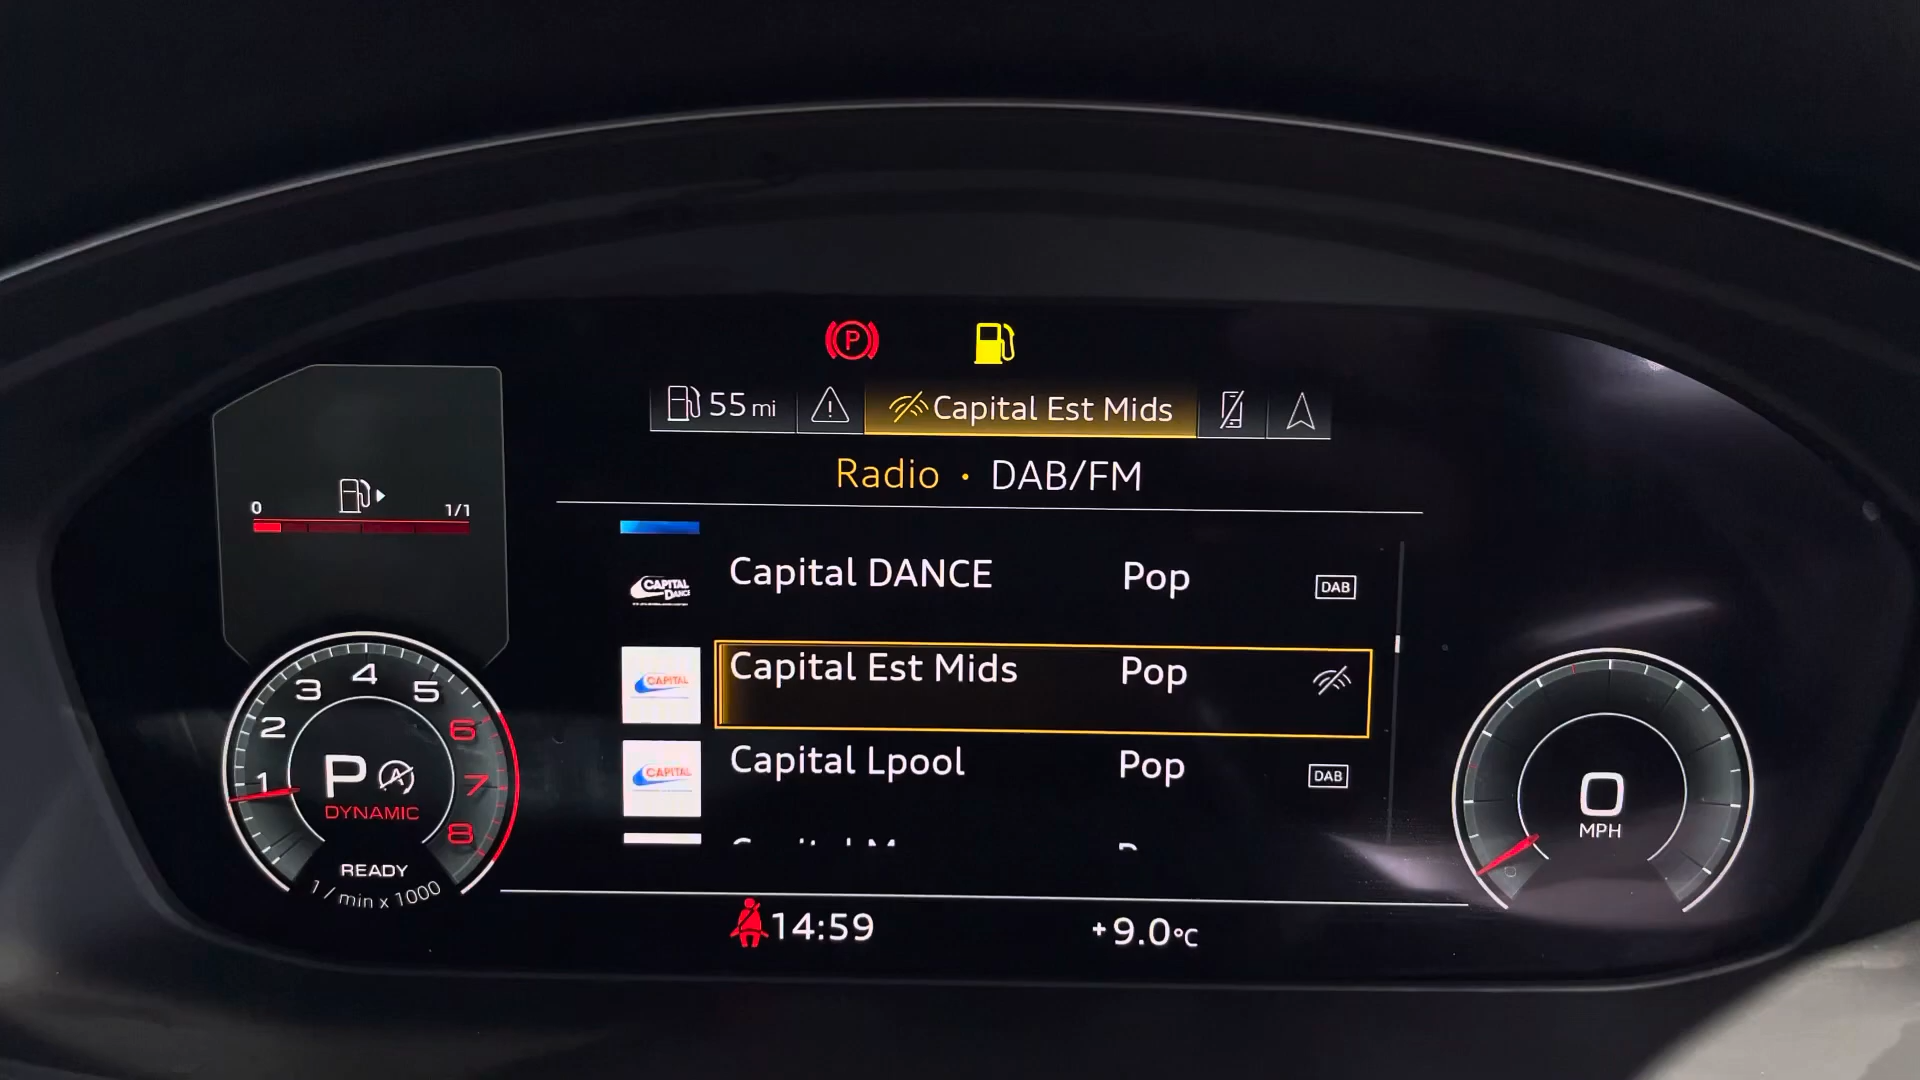 P
55 mi
Capital Est Mids
Radio · DAB/FM
0 1/1
CAPITAL DANCE
Capital DANCE Pop DAB
CAPITAL
Capital Est Mids Pop
CAPITAL
Capital Lpool Pop DAB
1 2 3 4 5 6 7 8
P A
DYNAMIC
READY
1 / min x 1000
0
MPH
14:59
+9.0°C